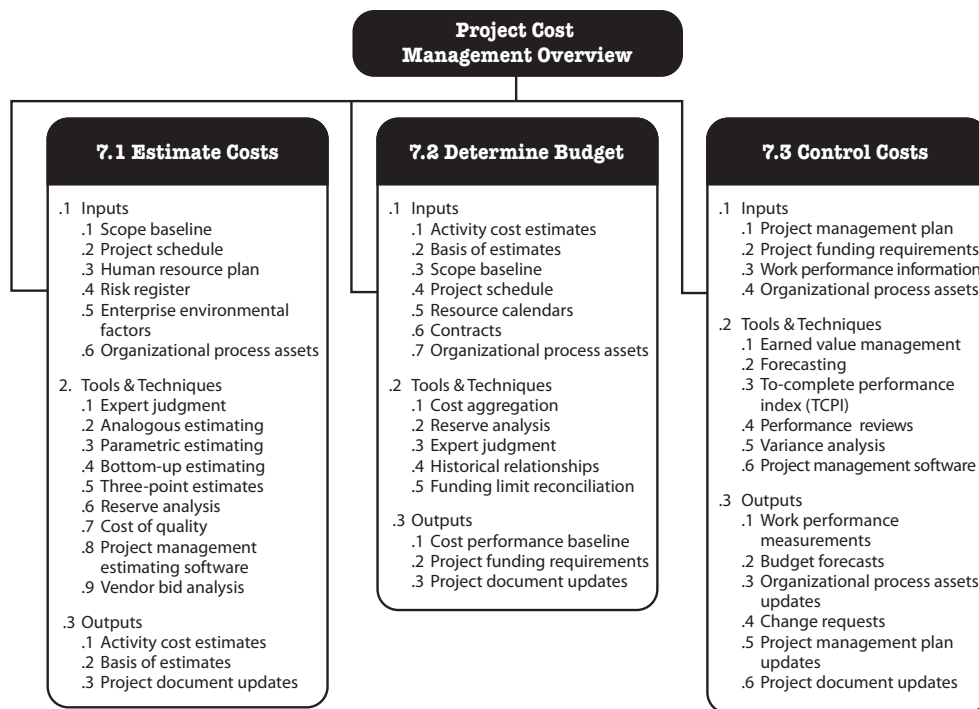 Project Cost
Management Overview
7.1 Estimate Costs
.1 Inputs
.1 Scope baseline
.2 Project schedule
.3 Human resource plan
.4 Risk register
.5 Enterprise environmental
factors
.6 Organizational process assets
2. Tools & Techniques
.1 Expert judgment
.2 Analogous estimating
.3 Parametric estimating
.4 Bottom-up estimating
.5 Three-point estimates
.6 Reserve analysis
.7 Cost of quality
.8 Project management
estimating software
.9 Vendor bid analysis
.3 Outputs
.1 Activity cost estimates
.2 Basis of estimates
.3 Project document updates
7.2 Determine Budget
.1 Inputs
.1 Activity cost estimates
.2 Basis of estimates
.3 Scope baseline
.4 Project schedule
.5 Resource calendars
.6 Contracts
.7 Organizational process assets
.2 Tools & Techniques
.1 Cost aggregation
.2 Reserve analysis
.3 Expert judgment
.4 Historical relationships
.5 Funding limit reconciliation
.3 Outputs
.1 Cost performance baseline
.2 Project funding requirements
.3 Project document updates
7.3 Control Costs
.1 Inputs
.1 Project management plan
.2 Project funding requirements
.3 Work performance information
.4 Organizational process assets
.2 Tools & Techniques
.1 Earned value management
.2 Forecasting
.3 To-complete performance
index (TCPI)
.4 Performance reviews
.5 Variance analysis
.6 Project management software
.3 Outputs
.1 Work performance
measurements
.2 Budget forecasts
.3 Organizational process assets
updates
.4 Change requests
.5 Project management plan
updates
.6 Project document updates